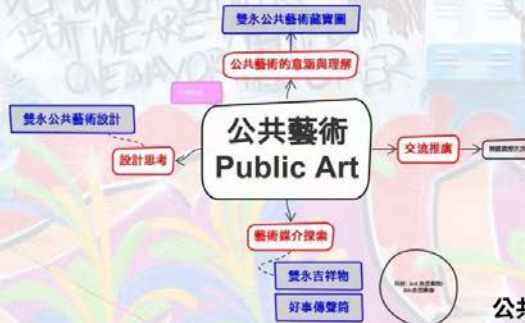 雙永公共藝術藏寶圖
公共藝術的意涵與理解
雙永公共藝術設計
設計思考
公共藝術
Public Art
交流推廣
藝術媒介探索
雙永吉祥物
好事傳聲筒